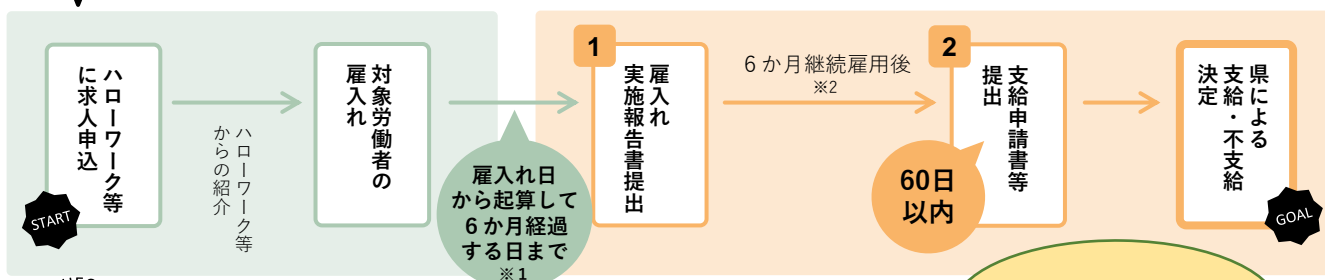 ハローワーク等
に求人申込
START
ハローワーク等
からの紹介
対象労働者の
雇入れ
雇入れ日
から起算して
6か月経過
する日まで
※1
1
雇入れ
実施報告書提出
6か月継続雇用後
※2
2
支給申請書等
提出
60日
以内
県による
支給・不支給
決定
GOAL